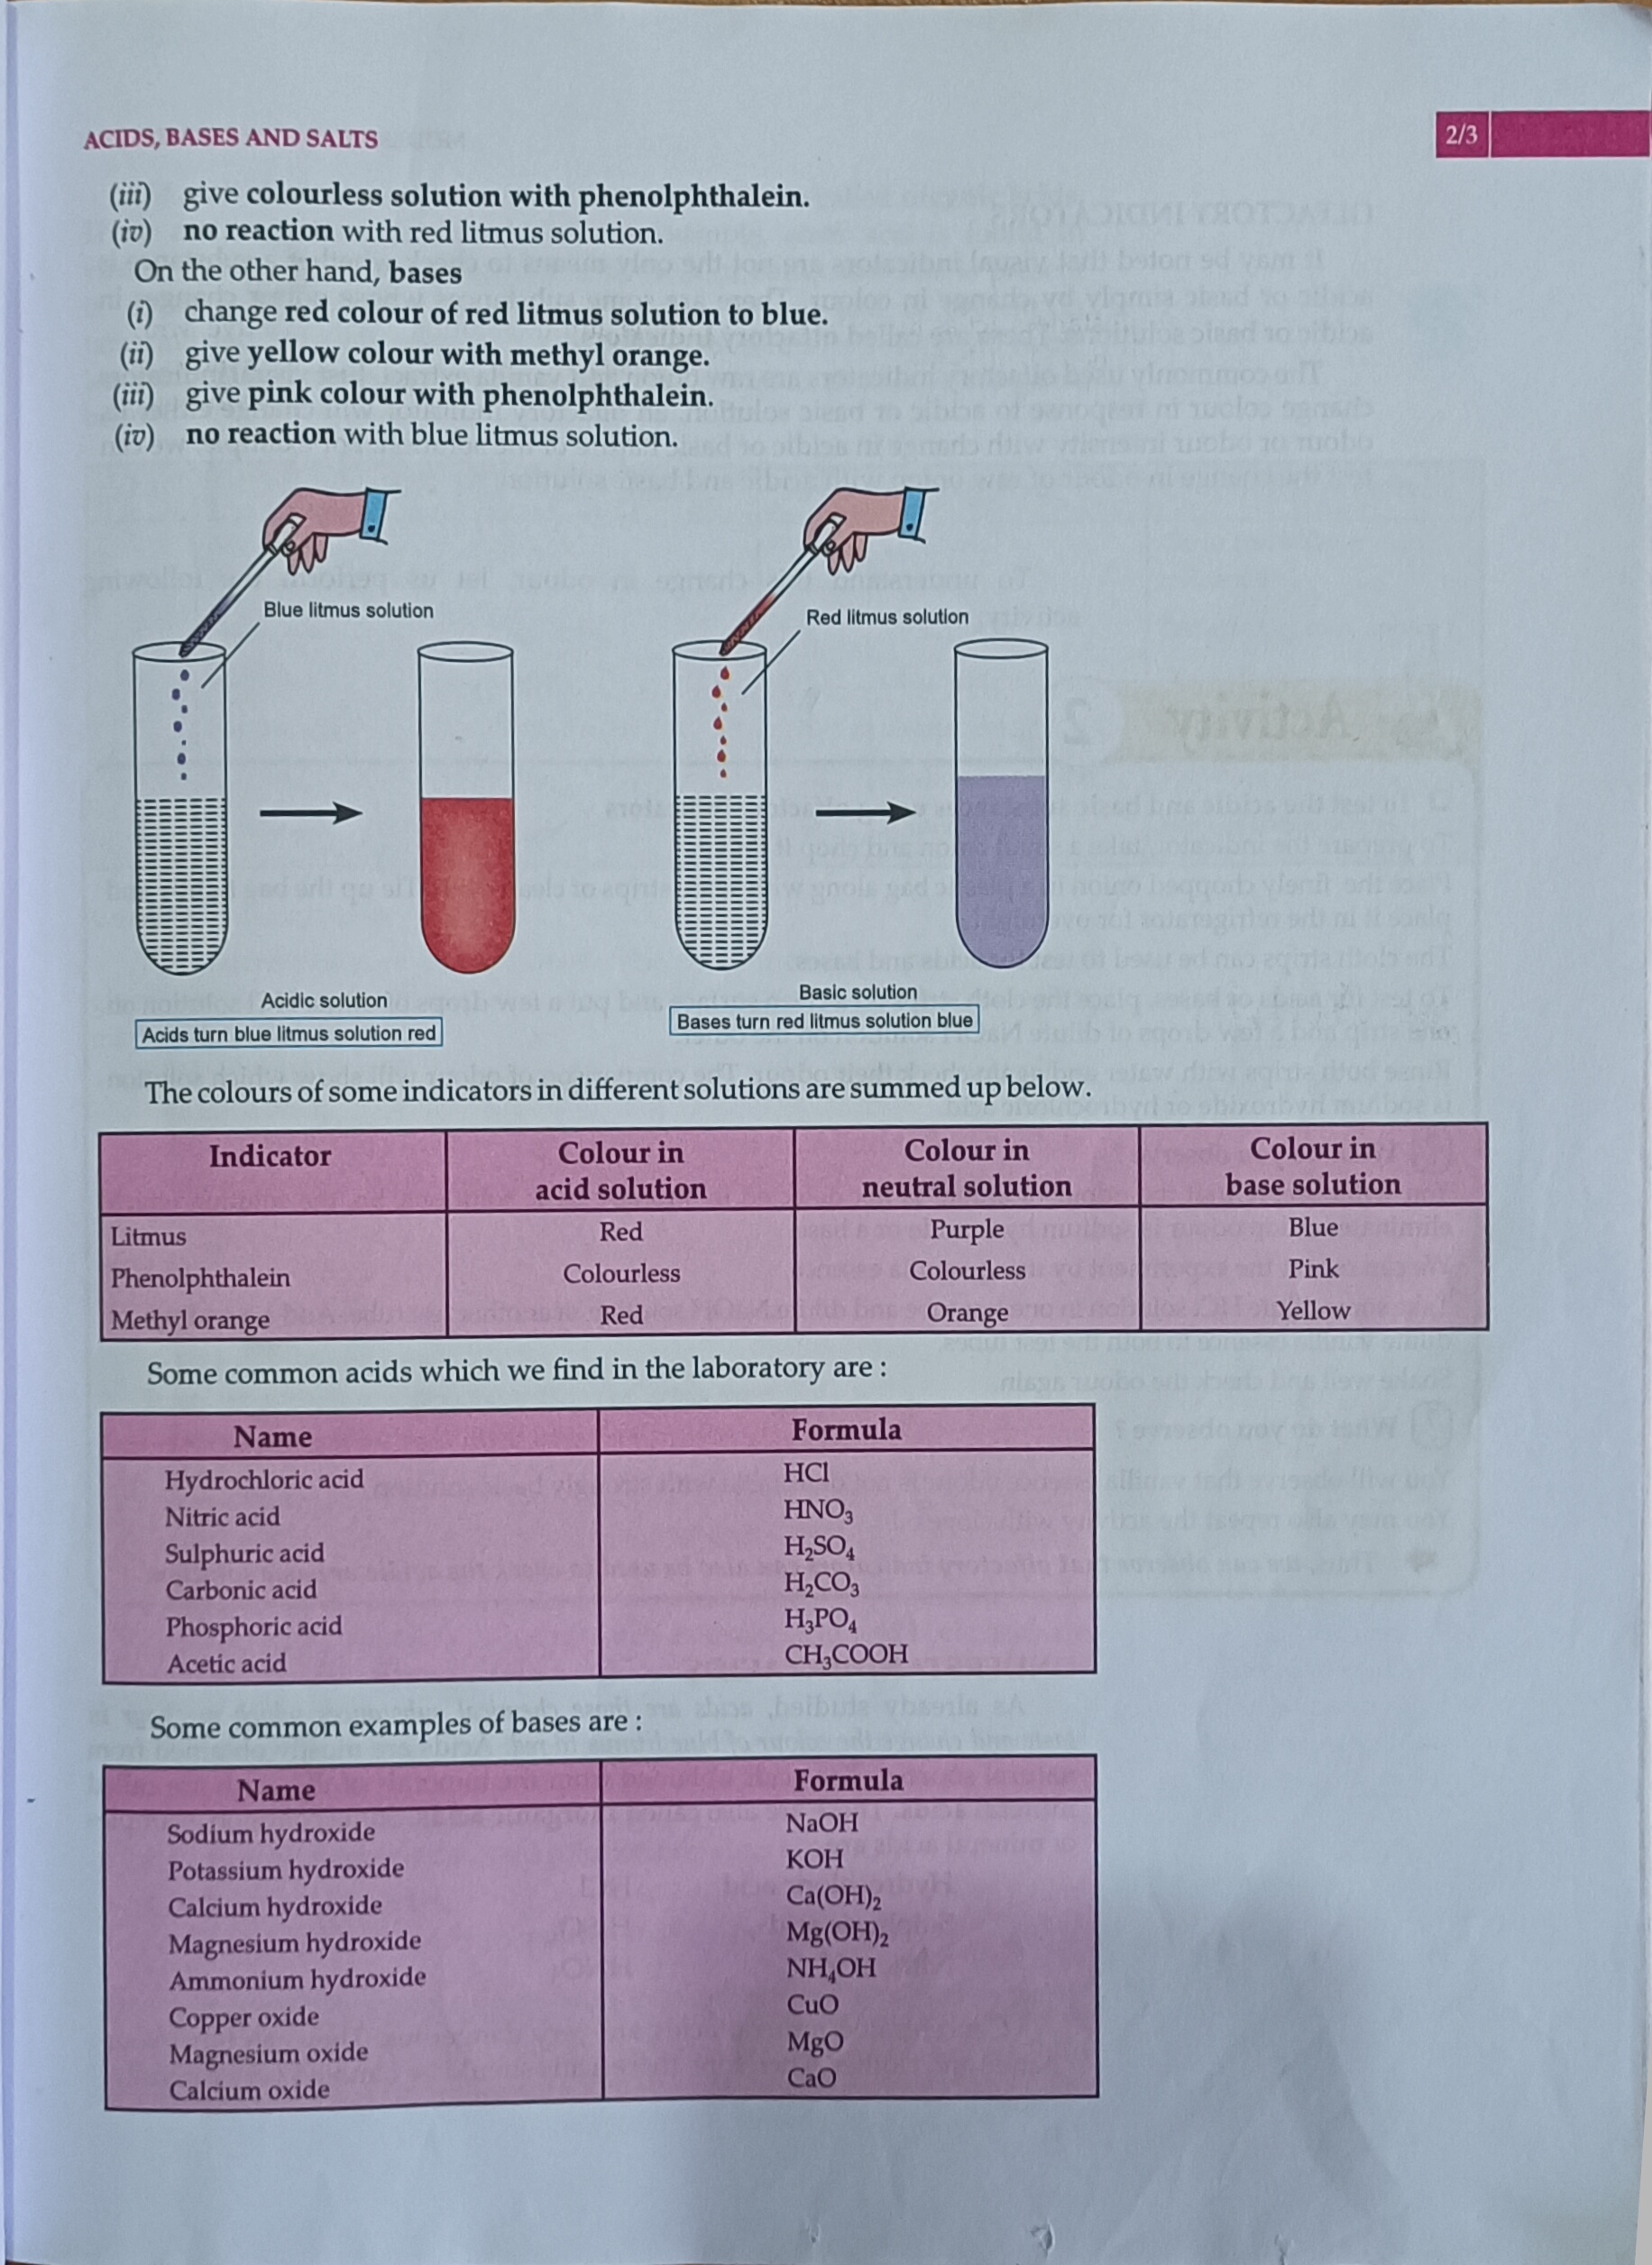 ACIDS, BASES AND SALTS
2/3
(iii) give colourless solution with phenolphthalein.
(iv) no reaction with red litmus solution.
On the other hand, bases
(i) change red colour of red litmus solution to blue.
(ii) give yellow colour with methyl orange.
(iii) give pink colour with phenolphthalein.
(iv) no reaction with blue litmus solution.
Blue litmus solution
Red litmus solution
Acidic solution
Acids turn blue litmus solution red
Basic solution
Bases turn red litmus solution blue
The colours of some indicators in different solutions are summed up below.
Indicator Colour in acid solution Colour in neutral solution Colour in base solution
Litmus Red Purple Blue
Phenolphthalein Colourless Colourless Pink
Methyl orange Red Orange Yellow
Some common acids which we find in the laboratory are :
Name Formula
Hydrochloric acid HCl
Nitric acid HNO₃
Sulphuric acid H₂SO₄
Carbonic acid H₂CO₃
Phosphoric acid H₃PO₄
Acetic acid CH₃COOH
Some common examples of bases are :
Name Formula
Sodium hydroxide NaOH
Potassium hydroxide KOH
Calcium hydroxide Ca(OH)₂
Magnesium hydroxide Mg(OH)₂
Ammonium hydroxide NH₄OH
Copper oxide CuO
Magnesium oxide MgO
Calcium oxide CaO